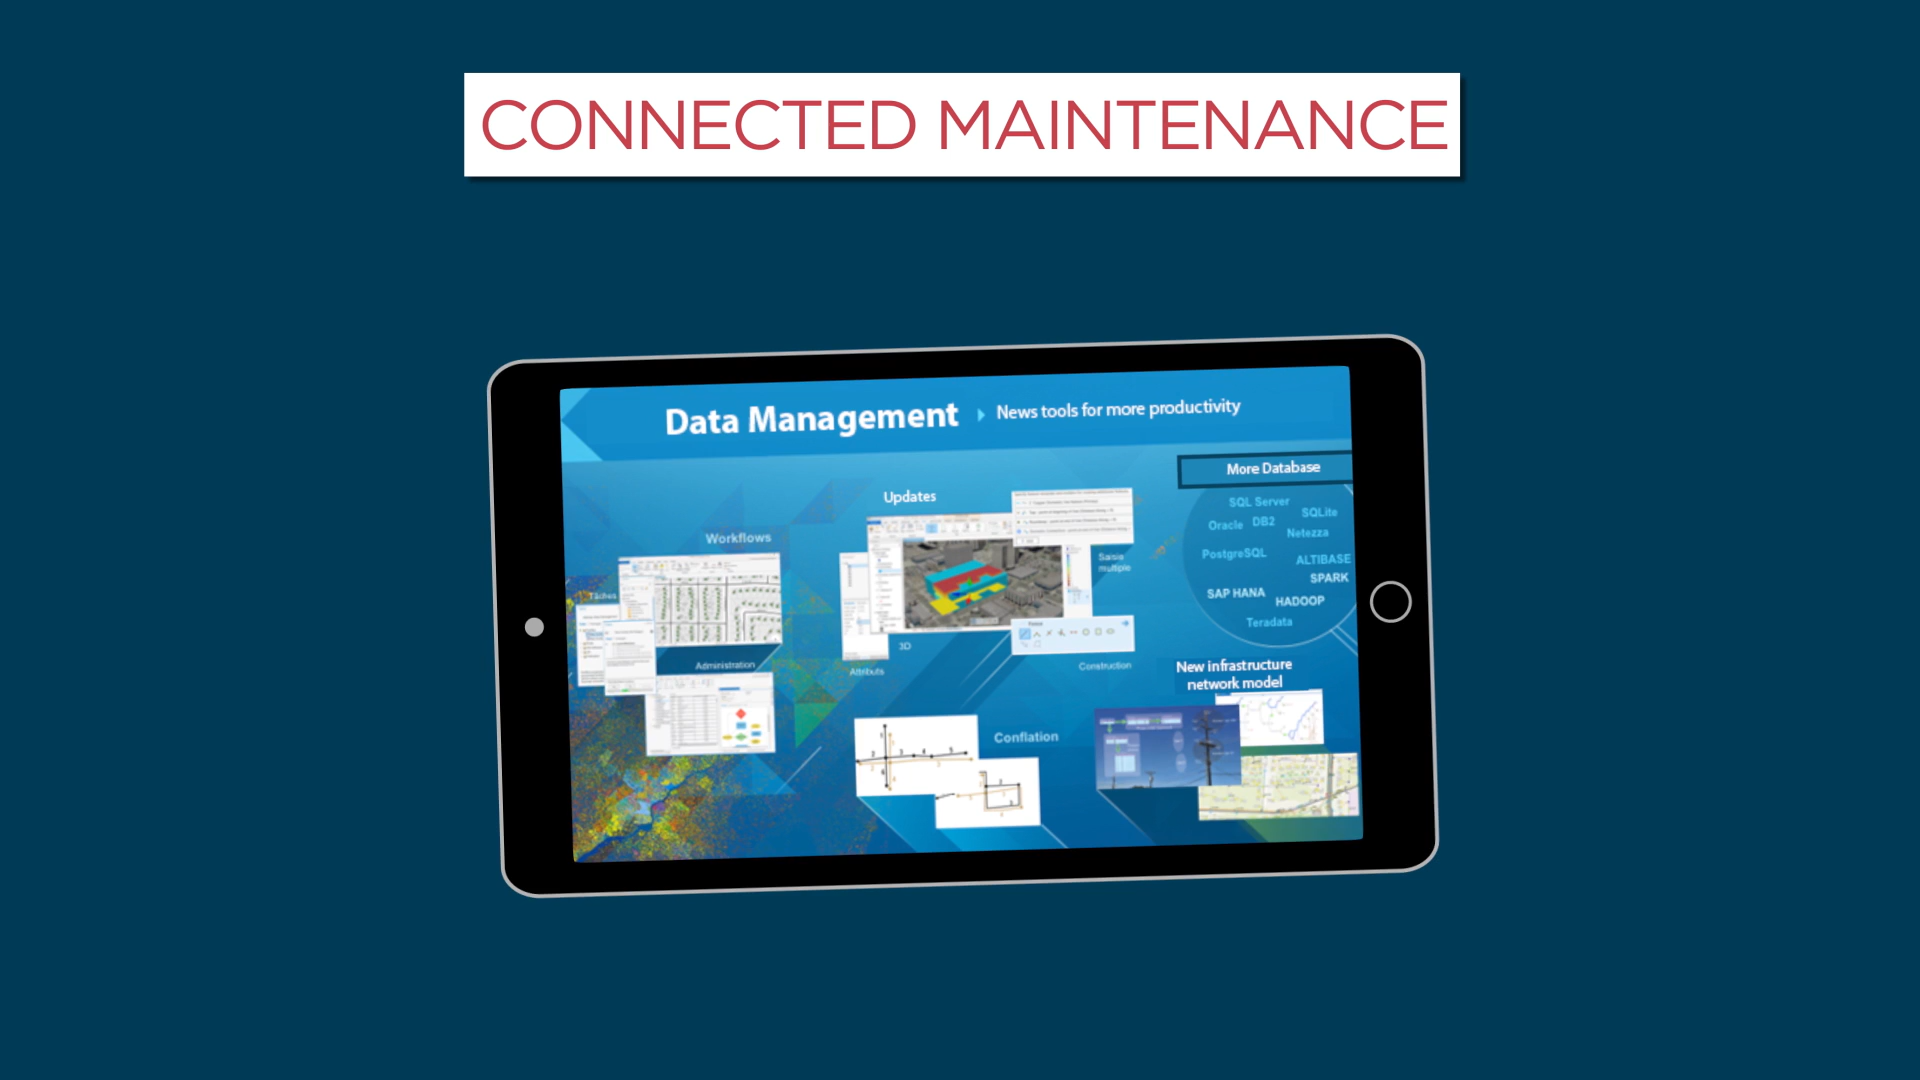 CONNECTED MAINTENANCE
Data Management
News tools for more productivity
More Database
SQL Server
SQLite
Oracle DB2
Netezza
PostgreSQL
ALTIBASE
SPARK
SAP HANA
HADOOP
Teradata
Updates
Workflows
Saisie
multiple
Tâches
3D
Attributs
Construction
Administration
New infrastructure
network model
Conflation